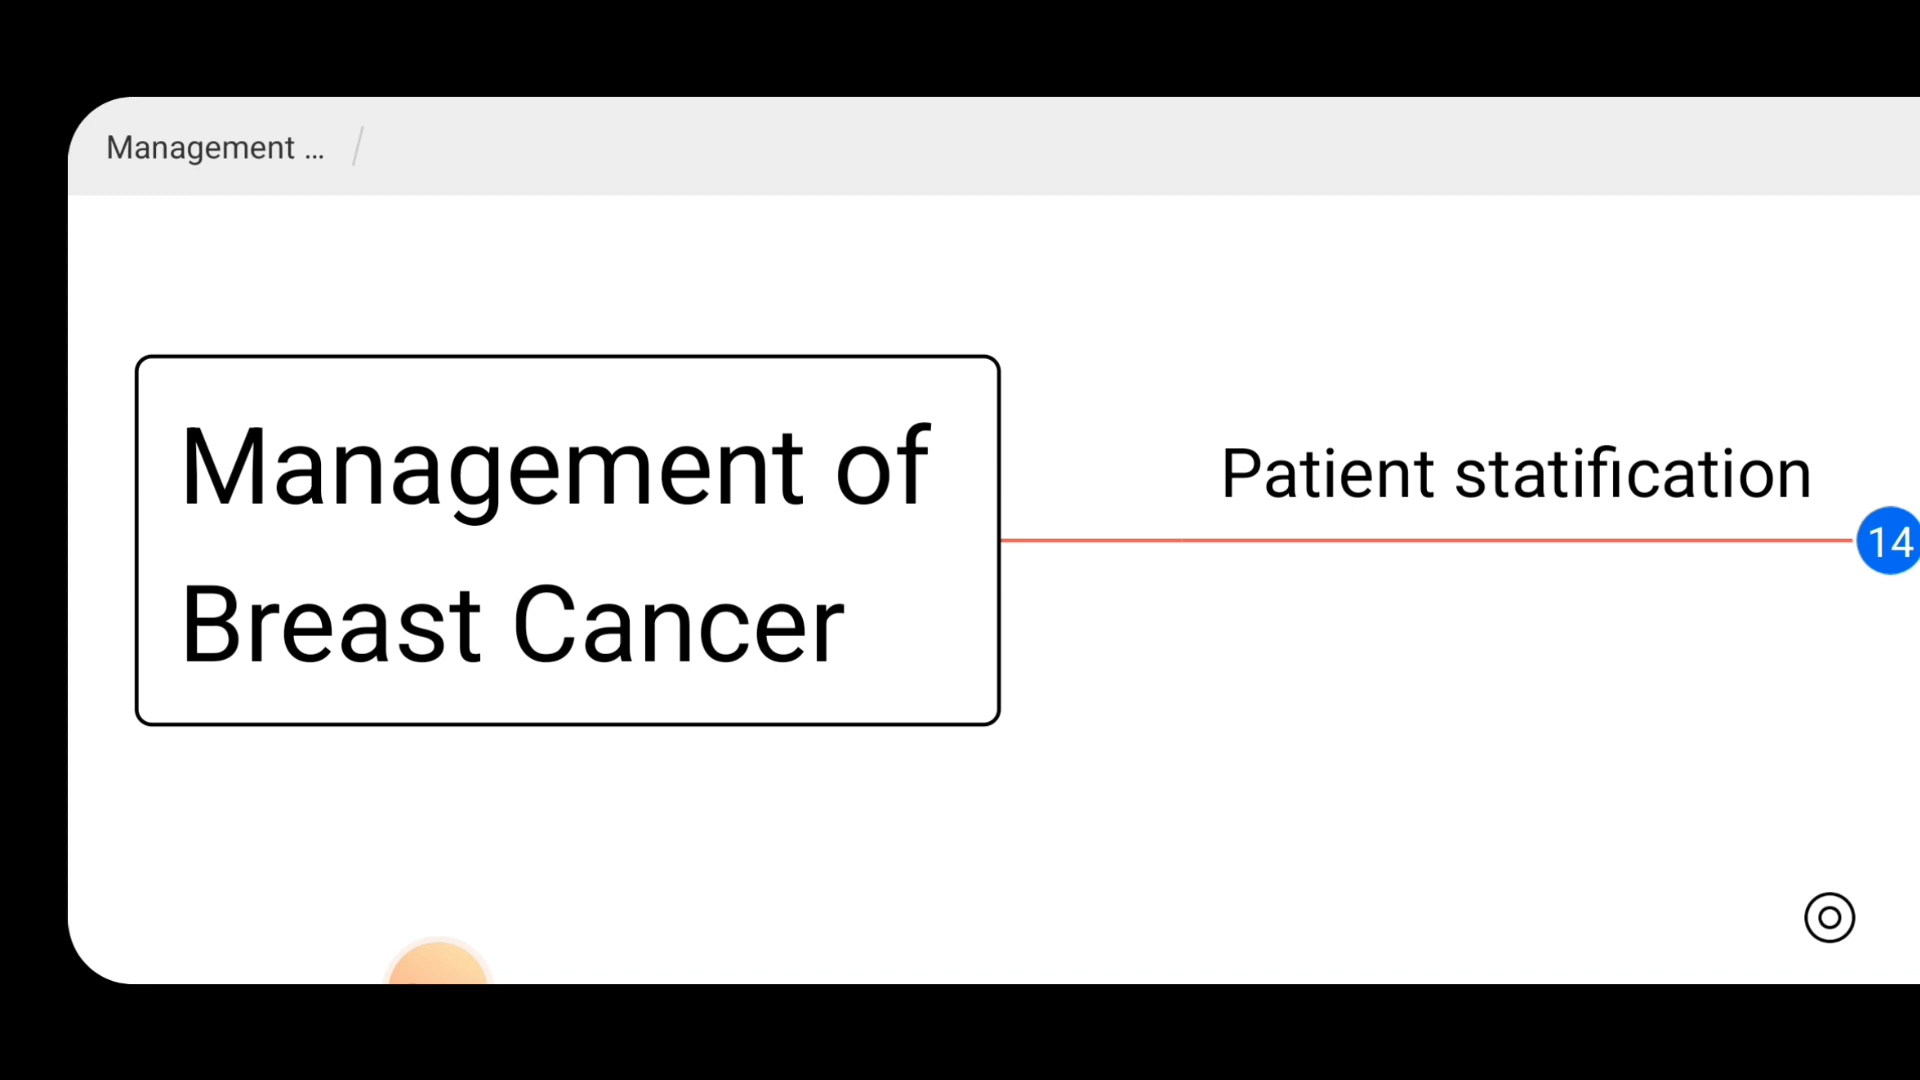 Management ...
Management of
Breast Cancer
Patient statification
14